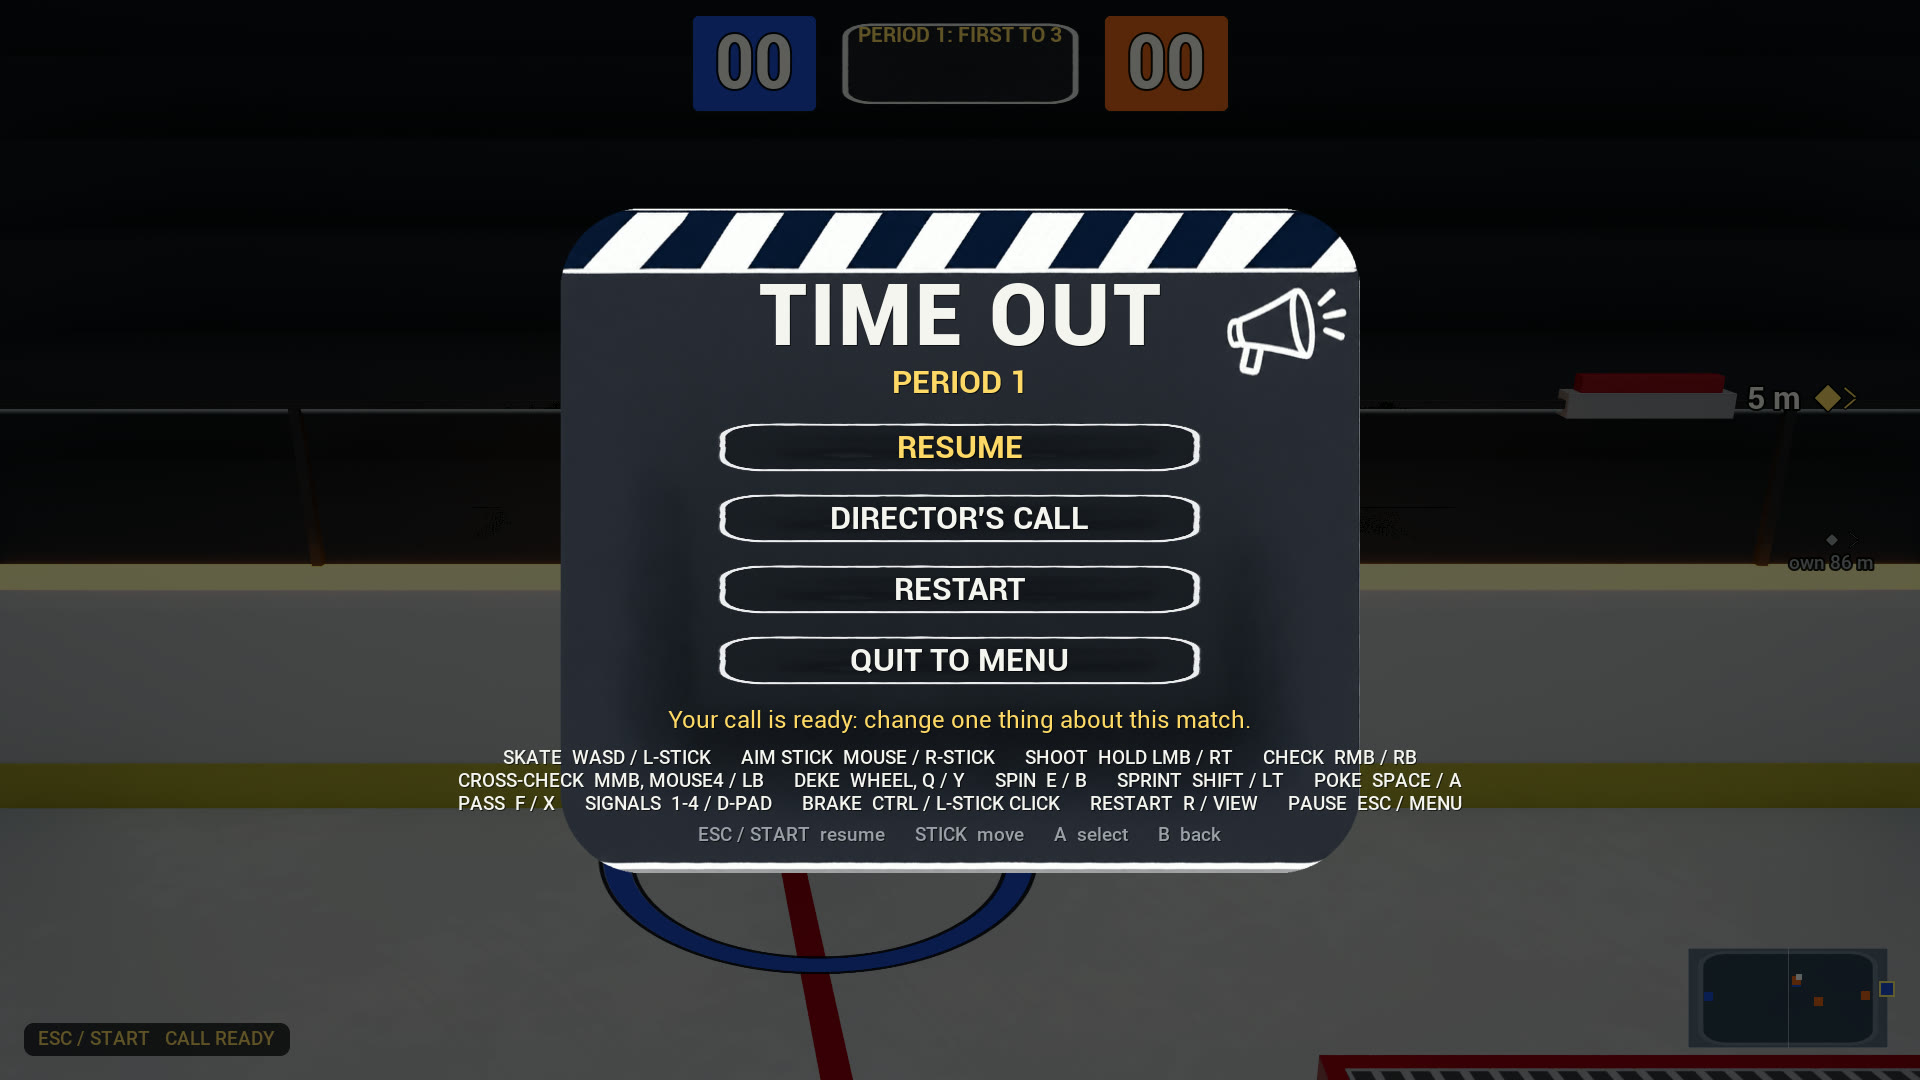 00
PERIOD 1: FIRST TO 3
00
TIME OUT
PERIOD 1
5 m
RESUME
DIRECTOR'S CALL
own 86 m
RESTART
QUIT TO MENU
Your call is ready: change one thing about this match.
SKATE WASD / L-STICK AIM STICK MOUSE / R-STICK SHOOT HOLD LMB / RT CHECK RMB / RB
CROSS-CHECK MMB, MOUSE4 / LB DEKE WHEEL, Q / Y SPIN E / B SPRINT SHIFT / LT POKE SPACE / A
PASS F / X SIGNALS 1-4 / D-PAD BRAKE CTRL / L-STICK CLICK RESTART R / VIEW PAUSE ESC / MENU
ESC / START resume STICK move A select B back
ESC / START CALL READY